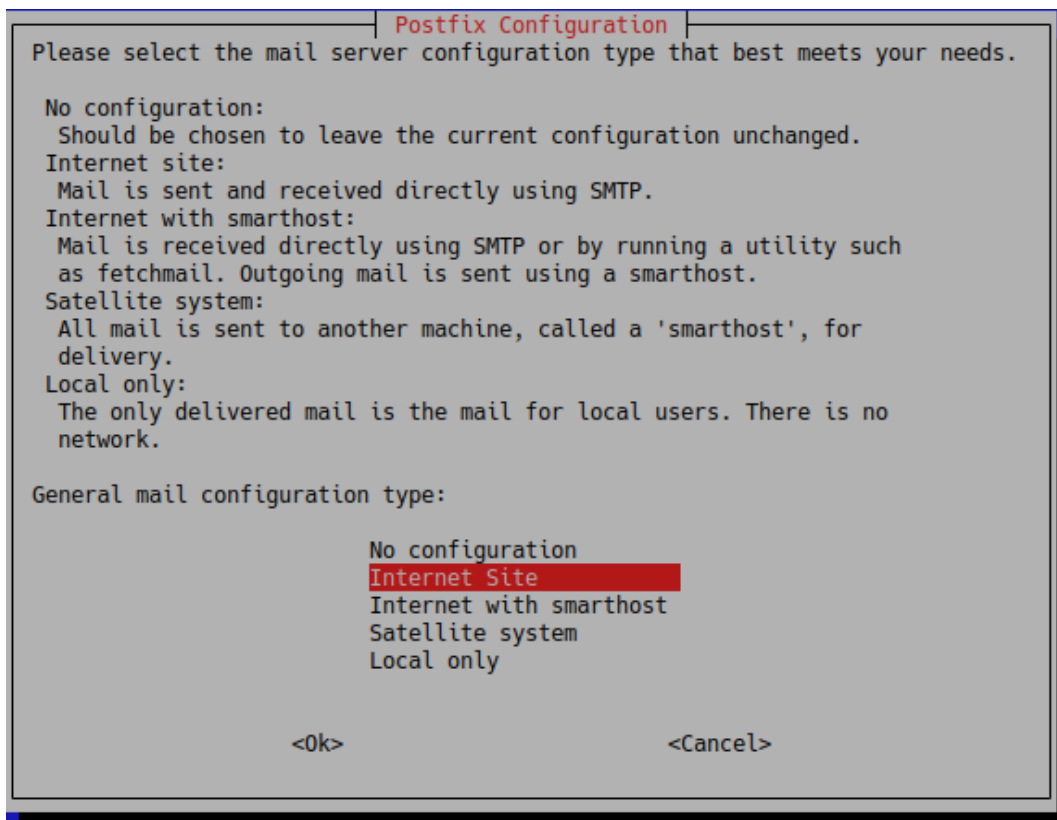 Postfix Configuration
Please select the mail server configuration type that best meets your needs.
No configuration:
Should be chosen to leave the current configuration unchanged.
Internet site:
Mail is sent and received directly using SMTP.
Internet with smarthost:
Mail is received directly using SMTP or by running a utility such
as fetchmail. Outgoing mail is sent using a smarthost.
Satellite system:
All mail is sent to another machine, called a 'smarthost', for
delivery.
Local only:
The only delivered mail is the mail for local users. There is no
network.
General mail configuration type:
No configuration
Internet Site
Internet with smarthost
Satellite system
Local only
<Ok> <Cancel>